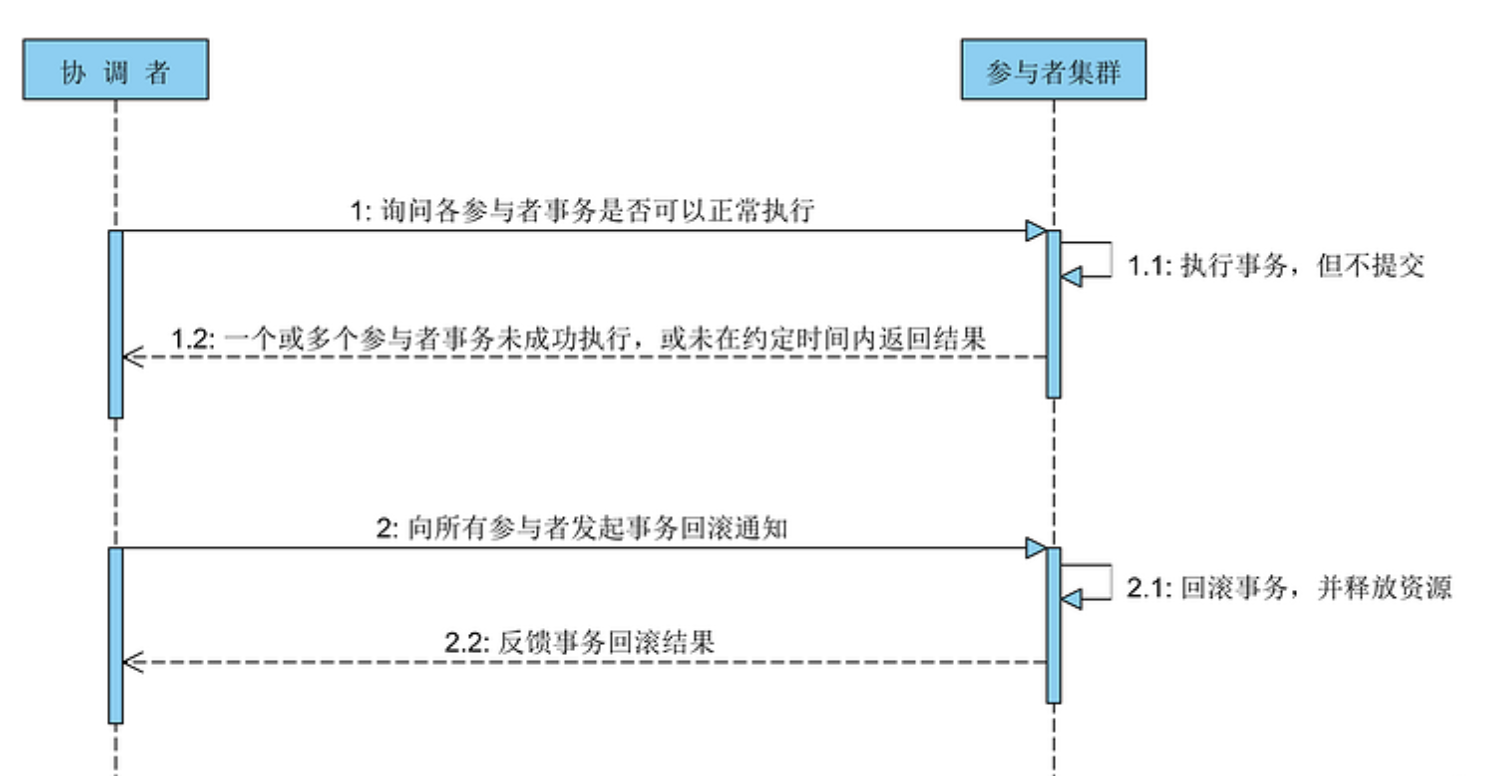 协 调 者
参与者集群
1: 询问各参与者事务是否可以正常执行
1.1: 执行事务，但不提交
1.2: 一个或多个参与者事务未成功执行，或未在约定时间内返回结果
2: 向所有参与者发起事务回滚通知
2.1: 回滚事务，并释放资源
2.2: 反馈事务回滚结果